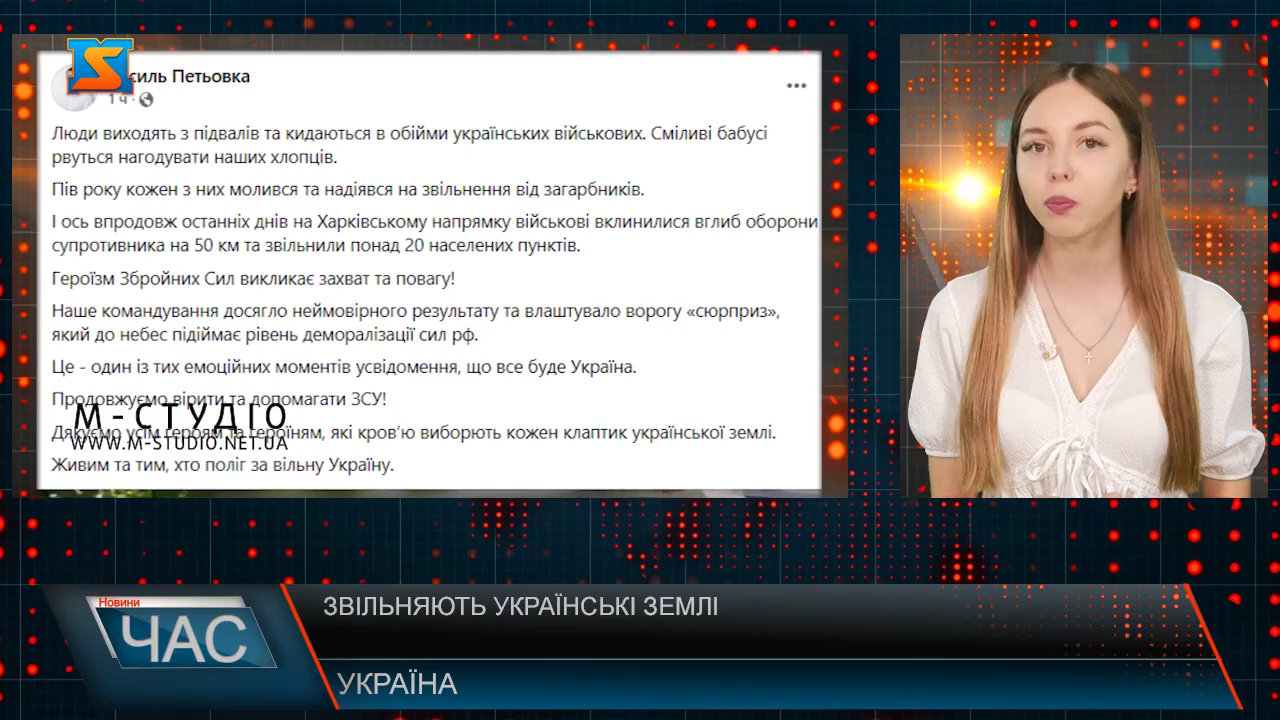 силь Петьовка
1 ч ·
Люди виходять з підвалів та кидаються в обійми українських військових. Сміливі бабусі
рвуться нагодувати наших хлопців.
Пів року кожен з них молився та надіявся на звільнення від загарбників.
І ось впродовж останніх днів на Харківському напрямку військові вклинилися вглиб оборони
супротивника на 50 км та звільнили понад 20 населених пунктів.
Героїзм Збройних Сил викликає захват та повагу!
Наше командування досягло неймовірного результату та влаштувало ворогу «сюрприз»,
який до небес підіймає рівень деморалізації сил рф.
Це - один із тих емоційних моментів усвідомлення, що все буде Україна.
Продовжуємо вірити та допомагати ЗСУ!
М-СТУДІО
Дякуємо усім героям та героїням, які кров'ю виборють кожен клаптик української землі.
WWW.M-STUDIO.NET.UA
Живим та тим, хто поліг за вільну Україну.
Новини
ЧАС
ЗВІЛЬНЯЮТЬ УКРАЇНСЬКІ ЗЕМЛІ
УКРАЇНА